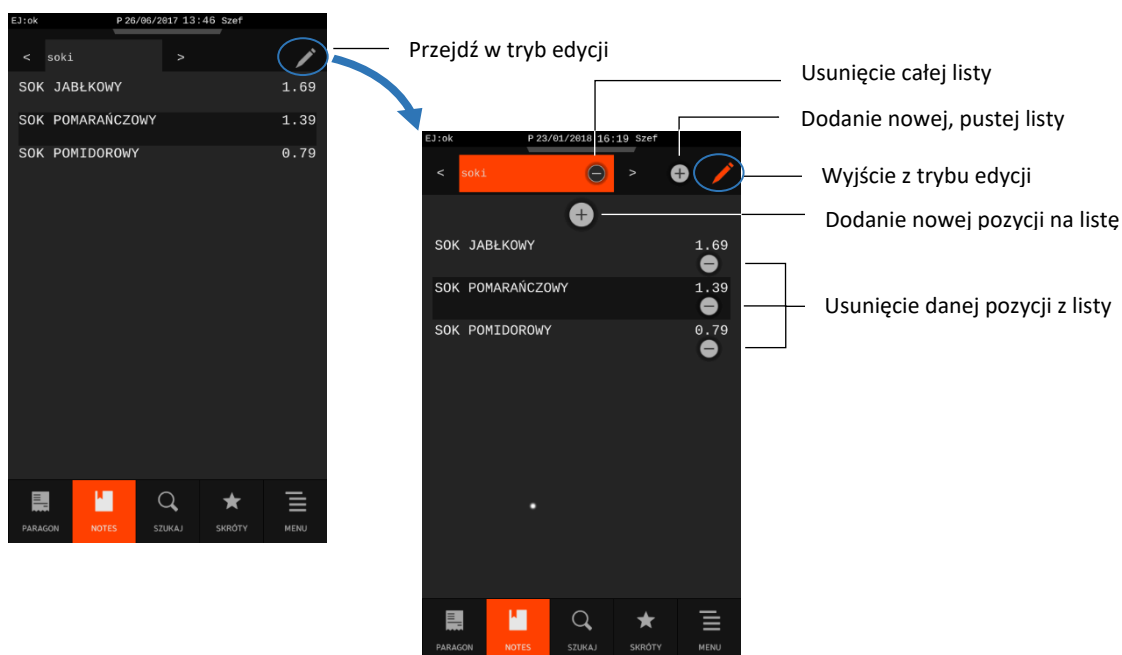 EJ:ok P 26/06/2017 13:46 Szef
< soki >
SOK JABŁKOWY 1.69
SOK POMARAŃCZOWY 1.39
SOK POMIDOROWY 0.79
PARAGON NOTES SZUKAJ SKRÓTY MENU
Przejdź w tryb edycji
Usunięcie całej listy
Dodanie nowej, pustej listy
Wyjście z trybu edycji
Dodanie nowej pozycji na listę
Usunięcie danej pozycji z listy
EJ:ok P 23/01/2018 16:19 Szef
< soki >
SOK JABŁKOWY 1.69
SOK POMARAŃCZOWY 1.39
SOK POMIDOROWY 0.79
PARAGON NOTES SZUKAJ SKRÓTY MENU